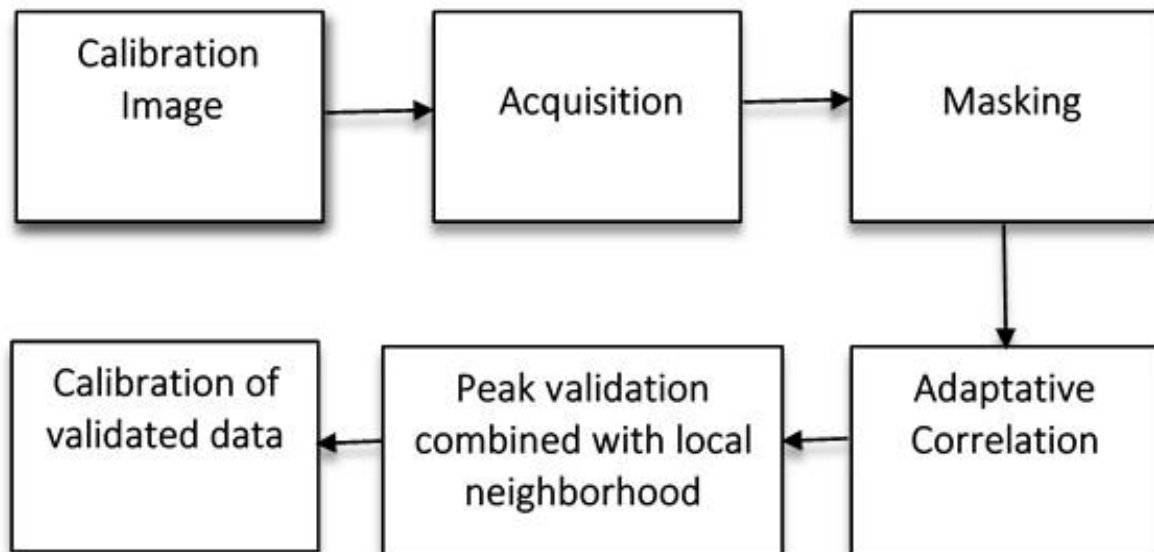 Calibration
Image
Acquisition
Masking
Adaptative
Correlation
Peak validation
combined with local
neighborhood
Calibration of
validated data